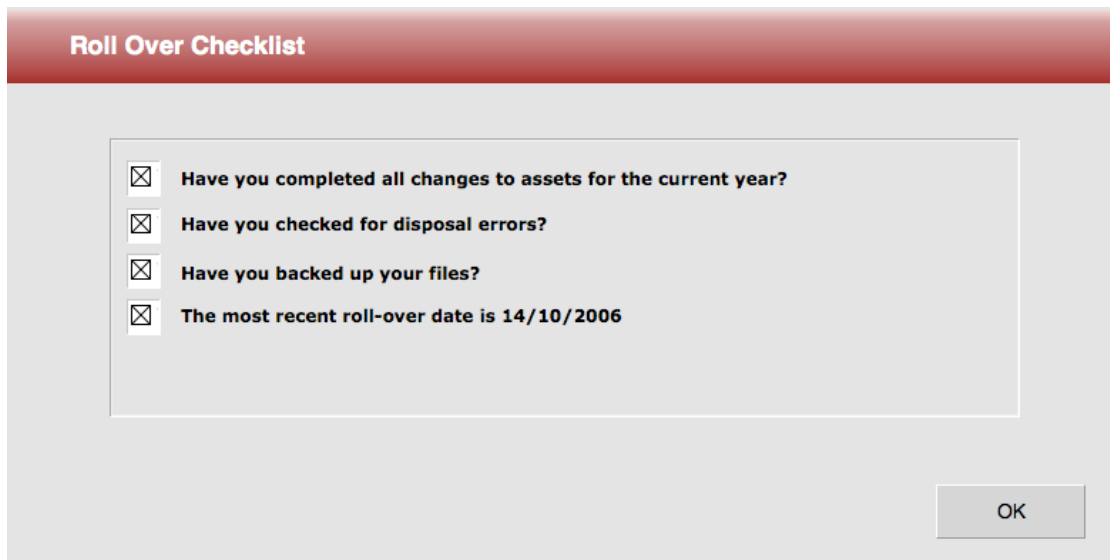 Roll Over Checklist
Have you completed all changes to assets for the current year?
Have you checked for disposal errors?
Have you backed up your files?
The most recent roll-over date is 14/10/2006
OK